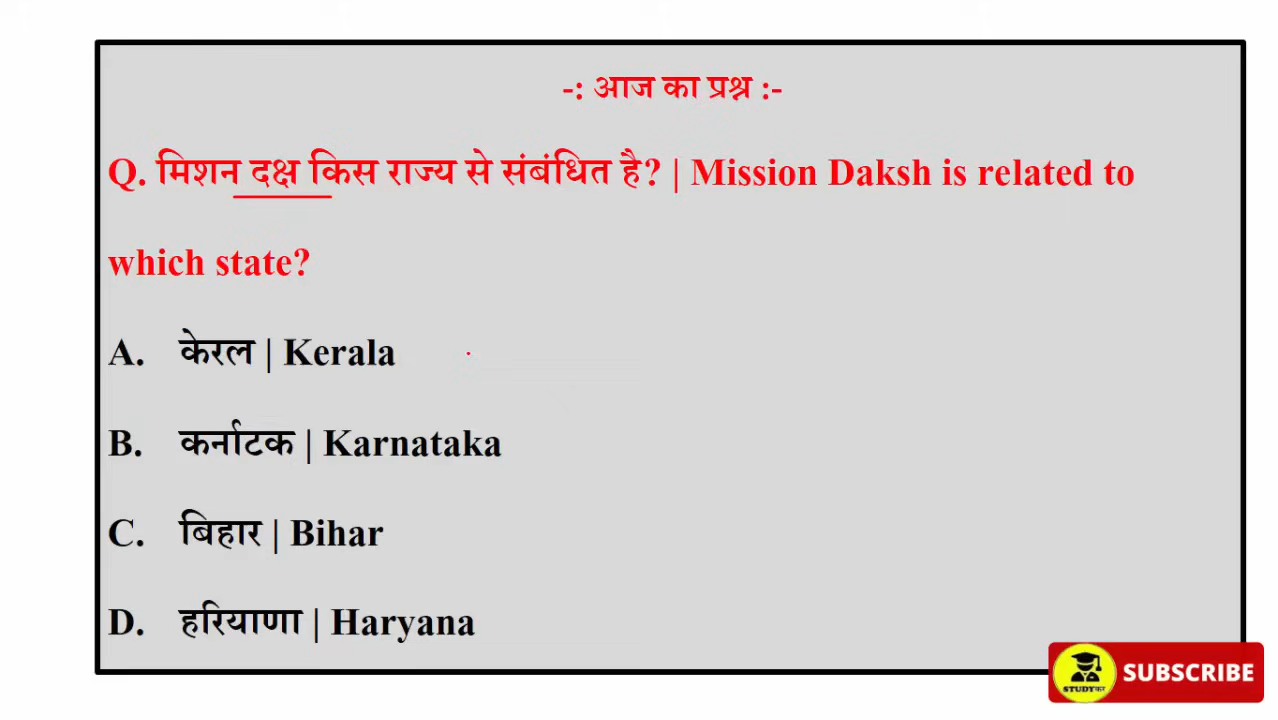 -: आज का प्रश्न :-
Q. मिशन दक्ष किस राज्य से संबंधित है? | Mission Daksh is related to
which state?
A. केरल | Kerala
B. कर्नाटक | Karnataka
C. बिहार | Bihar
D. हरियाणा | Haryana
SUBSCRIBE
STUDYकर